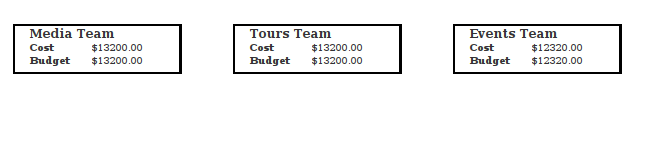 Media Team
Cost $13200.00
Budget $13200.00
Tours Team
Cost $13200.00
Budget $13200.00
Events Team
Cost $12320.00
Budget $12320.00